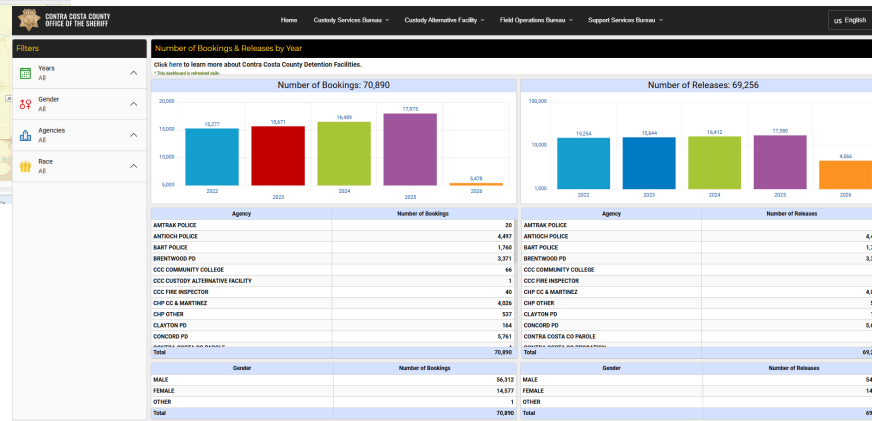 CONTRA COSTA COUNTY
OFFICE OF THE SHERIFF
Home Custody Services Bureau Custody Alternative Facility Field Operations Bureau Support Services Bureau
us English
Filters
Years
All
Gender
All
Agencies
All
Race
All
Number of Bookings & Releases by Year
Click here to learn more about Contra Costa County Detention Facilities.
* This dashboard is refreshed daily.
Number of Bookings: 70,890
20,000
15,000
10,000
5,000
15,277
15,671
16,489
17,975
5,478
2022
2023
2024
2025
2026
Number of Releases: 69,256
100,000
10,000
1,000
15,254
15,644
16,412
17,380
4,566
2022
2023
2024
2025
2026
Agency Number of Bookings
AMTRAK POLICE 20
ANTIOCH POLICE 4,497
BART POLICE 1,760
BRENTWOOD PD 3,371
CCC COMMUNITY COLLEGE 66
CCC CUSTODY ALTERNATIVE FACILITY 1
CCC FIRE INSPECTOR 40
CHP CC & MARTINEZ 4,026
CHP OTHER 537
CLAYTON PD 164
CONCORD PD 5,761
Total 70,890
Agency Number of Releases
AMTRAK POLICE
ANTIOCH POLICE
BART POLICE
BRENTWOOD PD
CCC COMMUNITY COLLEGE
CCC FIRE INSPECTOR
CHP CC & MARTINEZ
CHP OTHER
CLAYTON PD
CONCORD PD
CONTRA COSTA CO PAROLE
CONTRA COSTA CO PROBATION
Total
Gender Number of Bookings
MALE 56,312
FEMALE 14,577
OTHER 1
Total 70,890
Gender Number of Releases
MALE
FEMALE
OTHER
Total